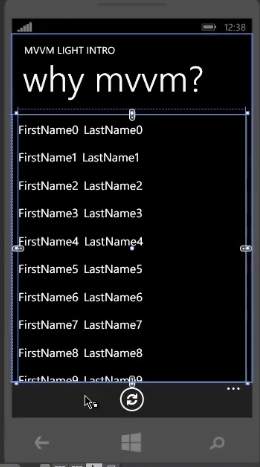 12:38
MVVM LIGHT INTRO
why mvvm?
FirstName0 LastName0
FirstName1 LastName1
FirstName2 LastName2
FirstName3 LastName3
FirstName4 LastName4
FirstName5 LastName5
FirstName6 LastName6
FirstName7 LastName7
FirstName8 LastName8
FirstName9 LastName9